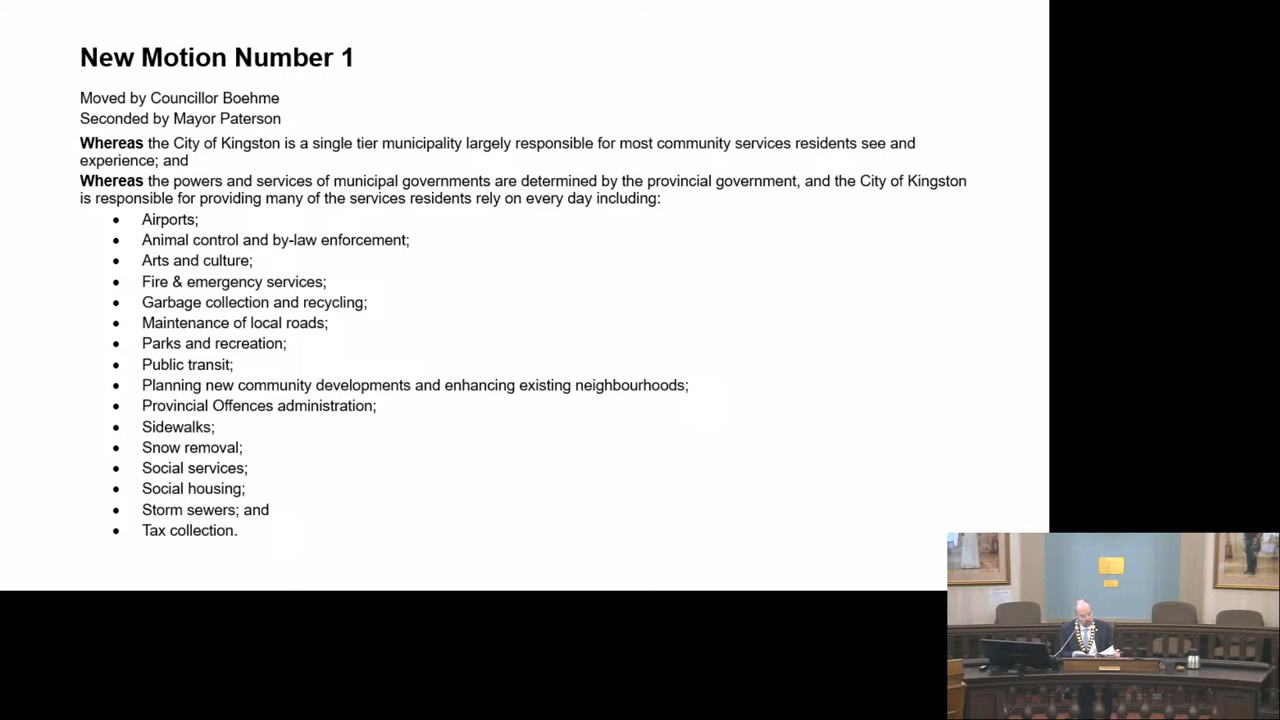 New Motion Number 1
Moved by Councillor Boehme
Seconded by Mayor Paterson
Whereas the City of Kingston is a single tier municipality largely responsible for most community services residents see and
experience; and
Whereas the powers and services of municipal governments are determined by the provincial government, and the City of Kingston
is responsible for providing many of the services residents rely on every day including:
• Airports;
• Animal control and by-law enforcement;
• Arts and culture;
• Fire & emergency services;
• Garbage collection and recycling;
• Maintenance of local roads;
• Parks and recreation;
• Public transit;
• Planning new community developments and enhancing existing neighbourhoods;
• Provincial Offences administration;
• Sidewalks;
• Snow removal;
• Social services;
• Social housing;
• Storm sewers; and
• Tax collection.